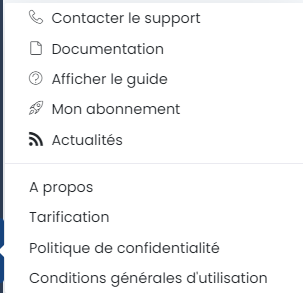 Contacter le support
Documentation
Afficher le guide
Mon abonnement
Actualités
A propos
Tarification
Politique de confidentialité
Conditions générales d'utilisation